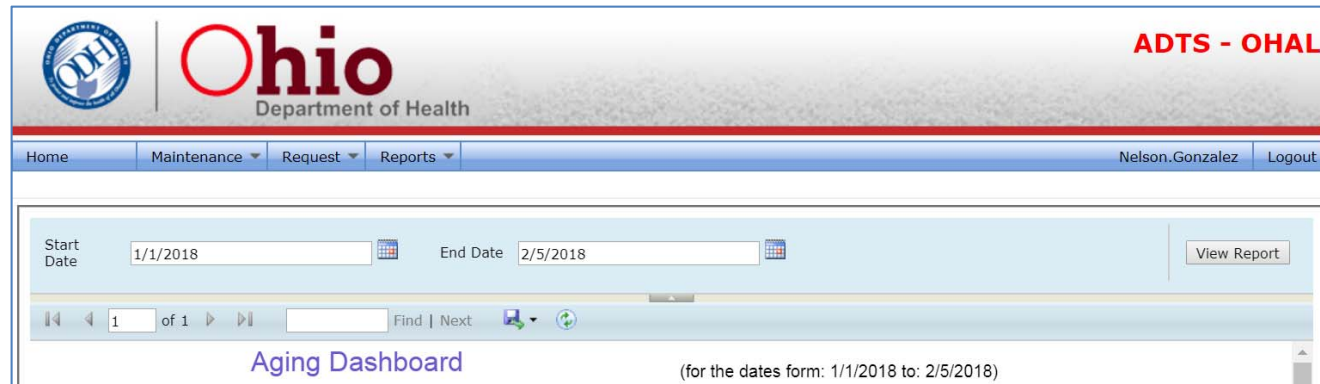 ODH
Ohio
Department of Health
ADTS - OHAL
Home Maintenance Request Reports Nelson.Gonzalez Logout
Start Date 1/1/2018 End Date 2/5/2018 View Report
1 of 1 Find | Next
Aging Dashboard (for the dates form: 1/1/2018 to: 2/5/2018)